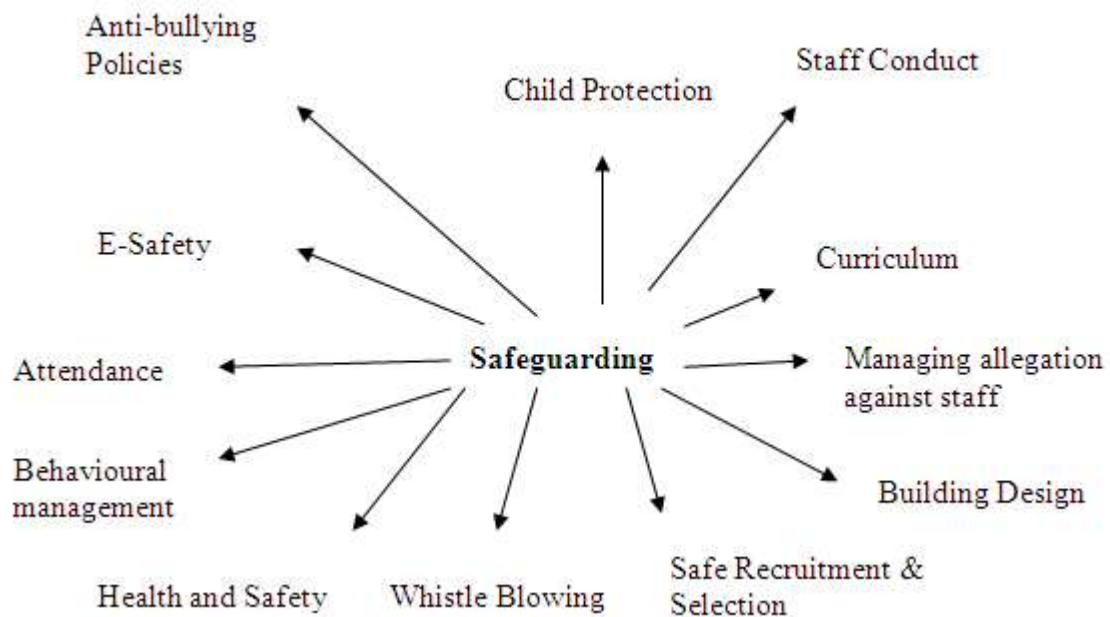 Anti-bullying
Policies
Child Protection
Staff Conduct
E-Safety
Curriculum
Safeguarding
Attendance
Managing allegation
against staff
Behavioural
management
Building Design
Health and Safety
Whistle Blowing
Safe Recruitment &
Selection